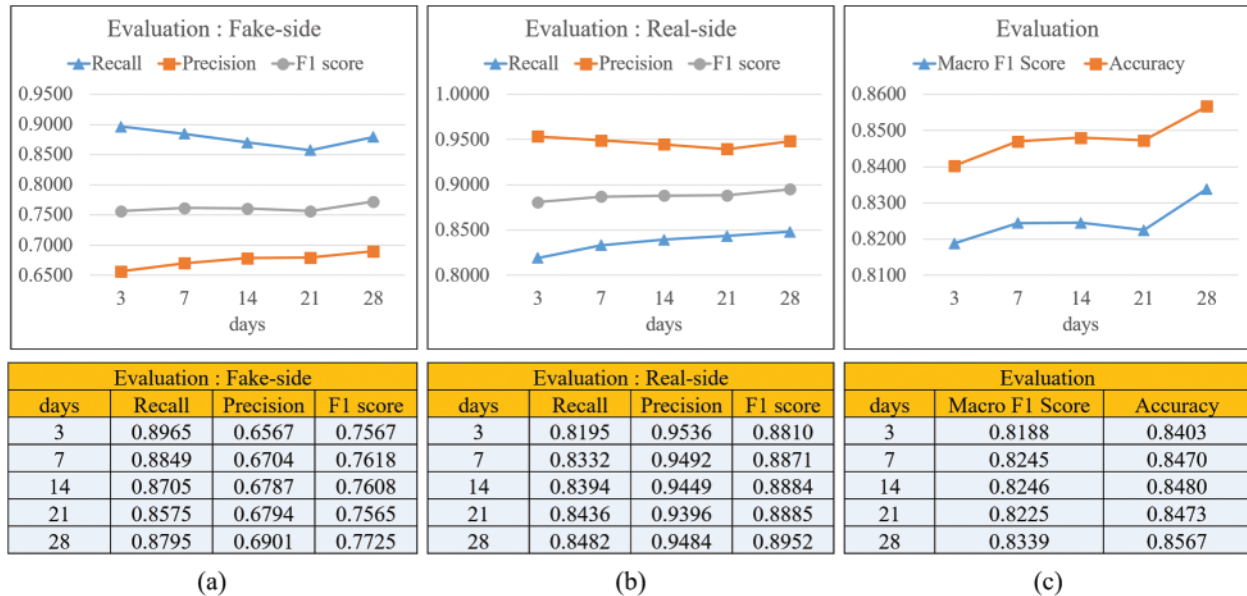 Evaluation : Fake-side
Recall Precision F1 score
0.9500
0.9000
0.8500
0.8000
0.7500
0.7000
0.6500
3 7 14 21 28
days
Evaluation : Real-side
Recall Precision F1 score
1.0000
0.9500
0.9000
0.8500
0.8000
3 7 14 21 28
days
Evaluation
Macro F1 Score Accuracy
0.8600
0.8500
0.8400
0.8300
0.8200
0.8100
3 7 14 21 28
days
Evaluation : Fake-side
days Recall Precision F1 score
3 0.8965 0.6567 0.7567
7 0.8849 0.6704 0.7618
14 0.8705 0.6787 0.7608
21 0.8575 0.6794 0.7565
28 0.8795 0.6901 0.7725
(a)
Evaluation : Real-side
days Recall Precision F1 score
3 0.8195 0.9536 0.8810
7 0.8332 0.9492 0.8871
14 0.8394 0.9449 0.8884
21 0.8436 0.9396 0.8885
28 0.8482 0.9484 0.8952
(b)
Evaluation
days Macro F1 Score Accuracy
3 0.8188 0.8403
7 0.8245 0.8470
14 0.8246 0.8480
21 0.8225 0.8473
28 0.8339 0.8567
(c)